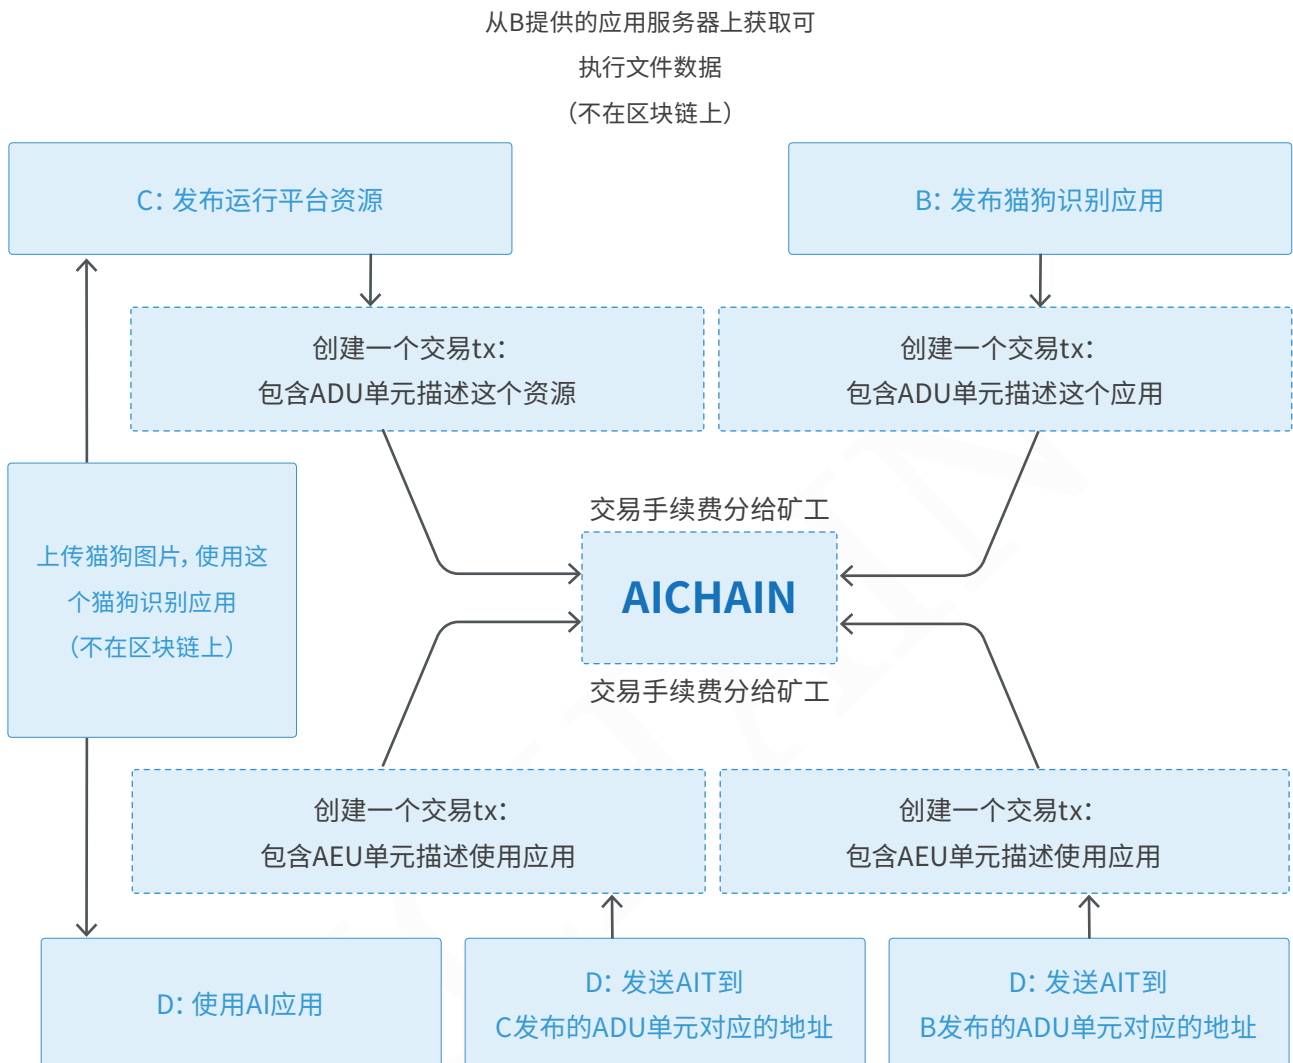 从B提供的应用服务器上获取可
执行文件数据
（不在区块链上）
C：发布运行平台资源
B：发布猫狗识别应用
创建一个交易tx：
包含ADU单元描述这个资源
创建一个交易tx：
包含ADU单元描述这个应用
交易手续费分给矿工
AICHAIN
交易手续费分给矿工
上传猫狗图片，使用这
个猫狗识别应用
（不在区块链上）
创建一个交易tx：
包含AEU单元描述使用应用
创建一个交易tx：
包含AEU单元描述使用应用
D：使用AI应用
D：发送AIT到
C发布的ADU单元对应的地址
D：发送AIT到
B发布的ADU单元对应的地址